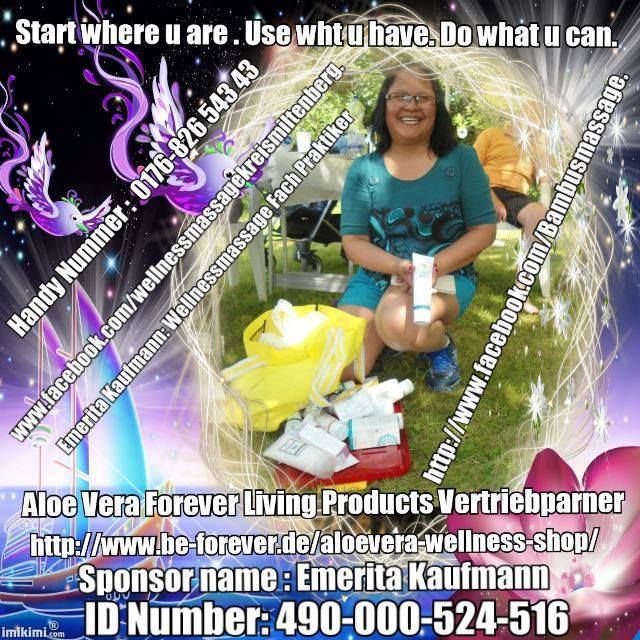 Start where u are . Use wht u have. Do what u can.
Handy Nummer : 0176 826 543 43
www.facebook.com/wellnessmassagekreismiltenberg.
Emerita Kaufmann: Wellnessmassage Fach Praktiker
http://www.facebook.com/Bambusmassage.
Aloe Vera Forever Living Products Vertriebparner
http://www.be-forever.de/aloevera-wellness-shop/
Sponsor name : Emerita Kaufmann
ID Number: 490-000-524-516
imikimi.com